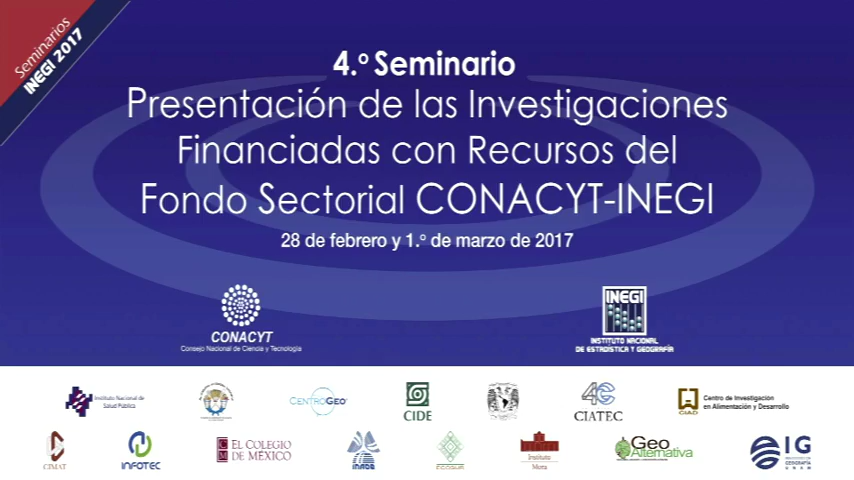 Seminarios
INEGI 2017
4.º Seminario
Presentación de las Investigaciones
Financiadas con Recursos del
Fondo Sectorial CONACYT-INEGI
28 de febrero y 1.º de marzo de 2017
CONACYT
Consejo Nacional de Ciencia y Tecnología
INEGI
INSTITUTO NACIONAL
DE ESTADÍSTICA Y GEOGRAFÍA
Instituto Nacional de
Salud Pública
CENTROGEO
CIDE
CIATEC
CIAD
Centro de Investigación
en Alimentación y Desarrollo
CIMAT
INFOTEC
EL COLEGIO
DE MÉXICO
ECOSUR
Instituto
Mora
Geo
Alternativa
IG